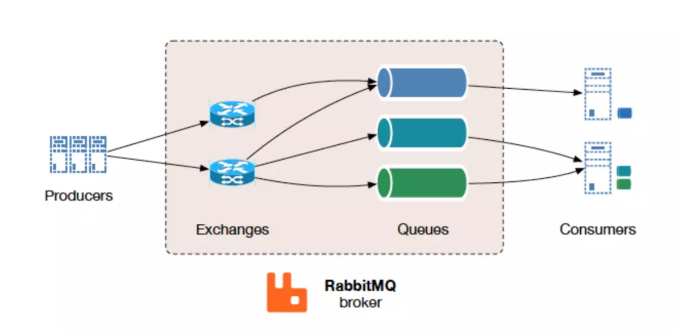 Producers
Exchanges
Queues
Consumers
RabbitMQ
broker